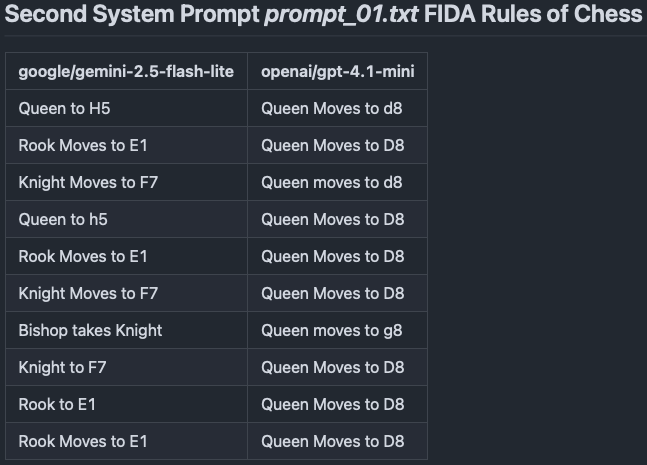 Second System Prompt prompt_01.txt FIDA Rules of Chess
google/gemini-2.5-flash-lite openai/gpt-4.1-mini
Queen to H5 Queen Moves to d8
Rook Moves to E1 Queen Moves to D8
Knight Moves to F7 Queen moves to d8
Queen to h5 Queen Moves to D8
Rook Moves to E1 Queen Moves to D8
Knight Moves to F7 Queen Moves to D8
Bishop takes Knight Queen moves to g8
Knight to F7 Queen Moves to D8
Rook to E1 Queen Moves to D8
Rook Moves to E1 Queen Moves to D8